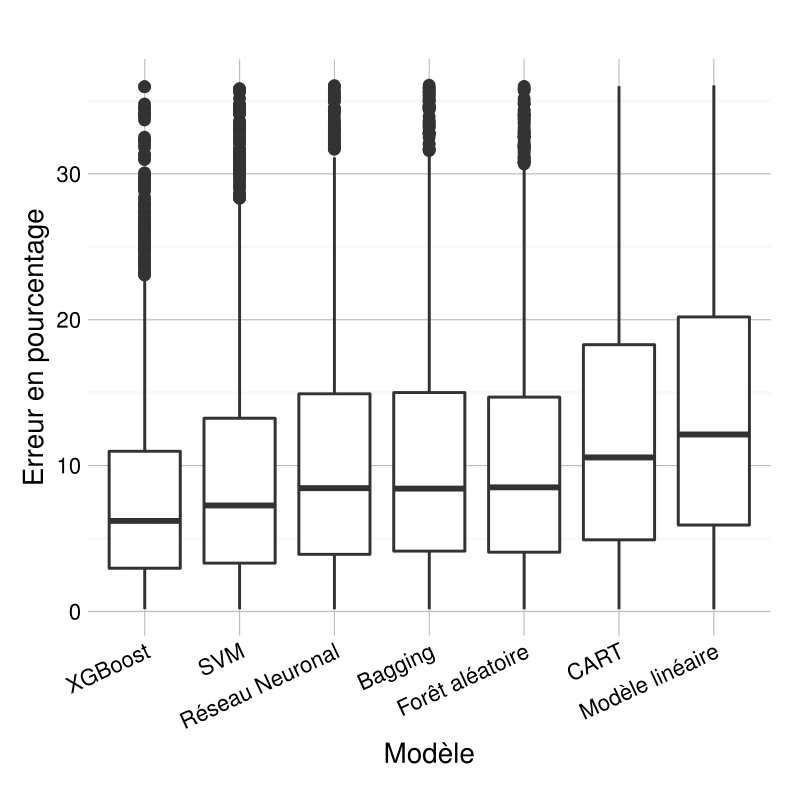 Erreur en pourcentage
30
20
10
0
XGBoost
SVM
Réseau Neuronal
Bagging
Forêt aléatoire
CART
Modèle linéaire
Modèle